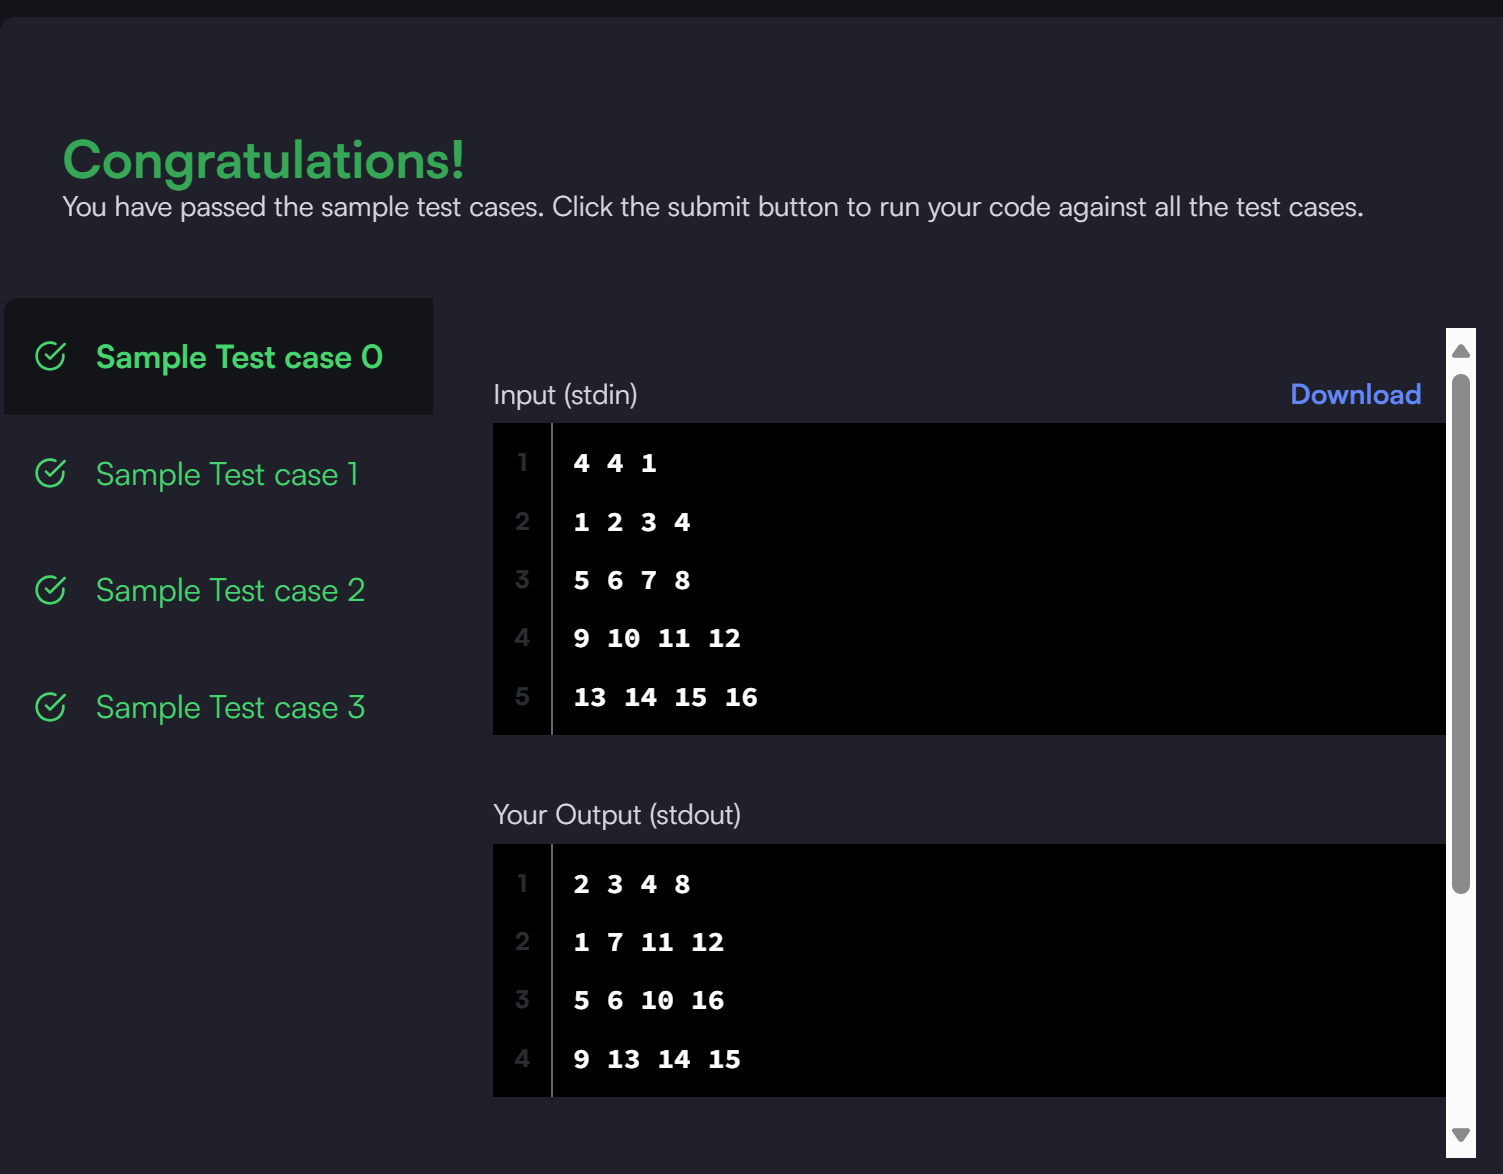 Congratulations!
You have passed the sample test cases. Click the submit button to run your code against all the test cases.
Sample Test case 0
Sample Test case 1
Sample Test case 2
Sample Test case 3
Input (stdin)
Download
1 4 4 1
2 1 2 3 4
3 5 6 7 8
4 9 10 11 12
5 13 14 15 16
Your Output (stdout)
1 2 3 4 8
2 1 7 11 12
3 5 6 10 16
4 9 13 14 15